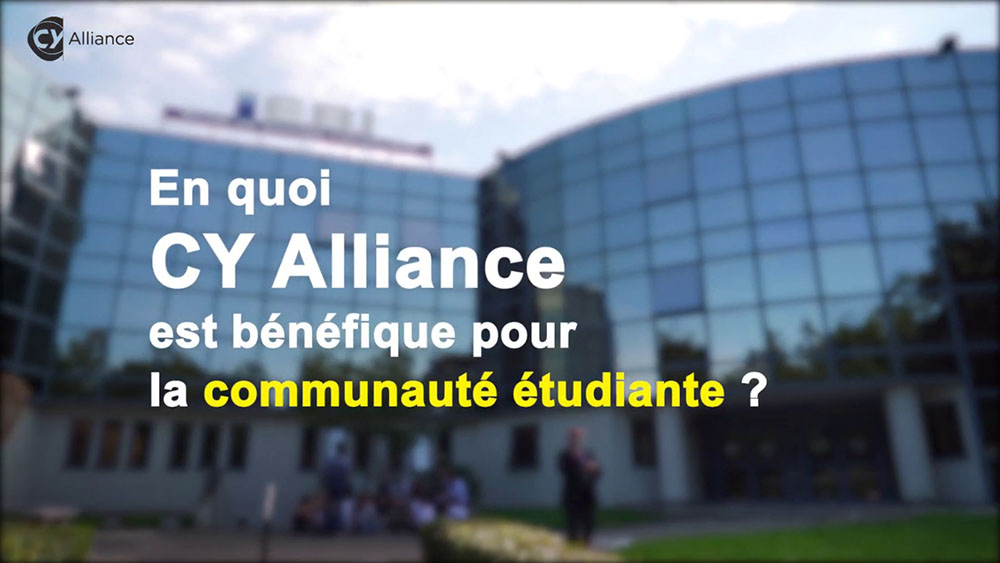 CY Alliance
En quoi
CY Alliance
est bénéfique pour
la communauté étudiante ?